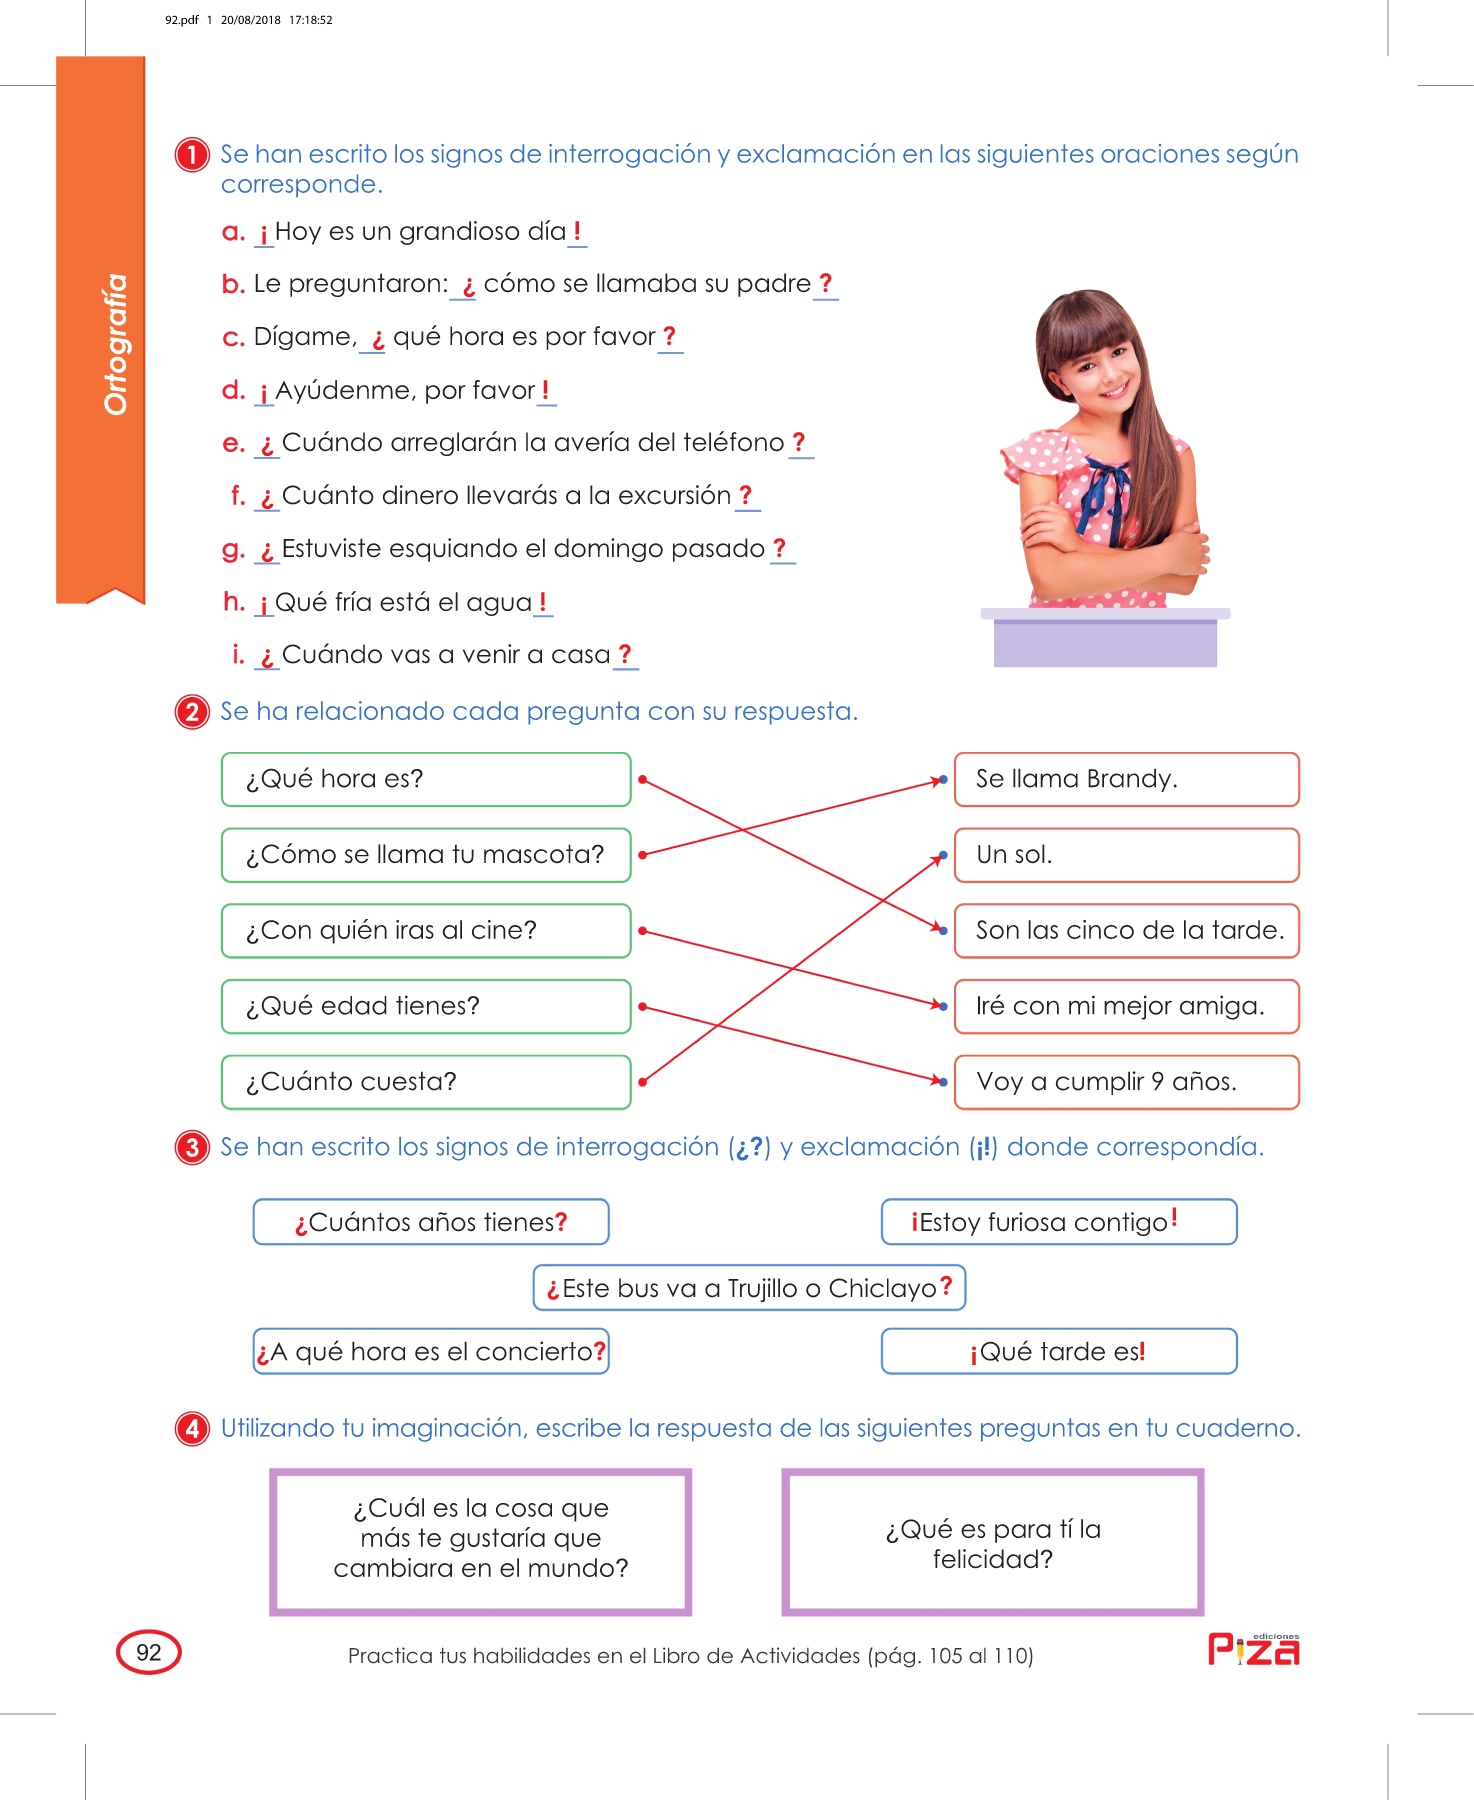 92.pdf 1 20/08/2018 17:18:52
Ortografía
1 Se han escrito los signos de interrogación y exclamación en las siguientes oraciones según
corresponde.
a. ¡ Hoy es un grandioso día !
b. Le preguntaron: ¿ cómo se llamaba su padre ?
c. Dígame, ¿ qué hora es por favor ?
d. ¡ Ayúdenme, por favor !
e. ¿ Cuándo arreglarán la avería del teléfono ?
f. ¿ Cuánto dinero llevarás a la excursión ?
g. ¿ Estuviste esquiando el domingo pasado ?
h. ¡ Qué fría está el agua !
i. ¿ Cuándo vas a venir a casa ?
2 Se ha relacionado cada pregunta con su respuesta.
¿Qué hora es?
Se llama Brandy.
¿Cómo se llama tu mascota?
Un sol.
¿Con quién iras al cine?
Son las cinco de la tarde.
¿Qué edad tienes?
Iré con mi mejor amiga.
¿Cuánto cuesta?
Voy a cumplir 9 años.
3 Se han escrito los signos de interrogación (¿?) y exclamación (¡!) donde correspondía.
¿Cuántos años tienes?
¡Estoy furiosa contigo!
¿Este bus va a Trujillo o Chiclayo?
¿A qué hora es el concierto?
¡Qué tarde es!
4 Utilizando tu imaginación, escribe la respuesta de las siguientes preguntas en tu cuaderno.
¿Cuál es la cosa que
más te gustaría que
cambiara en el mundo?
¿Qué es para tí la
felicidad?
92
Practica tus habilidades en el Libro de Actividades (pág. 105 al 110)
ediciones
Piza